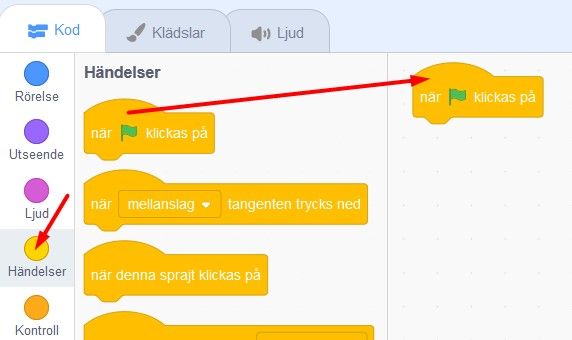 Kod
Klädslar
Ljud
Rörelse
Utseende
Ljud
Händelser
Kontroll
Händelser
när klickas på
när mellanslag tangenten trycks ned
när denna sprajt klickas på
när klickas på